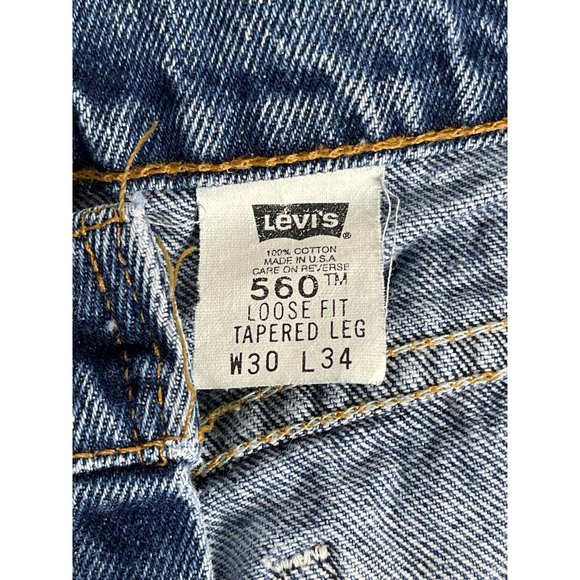 Levi's ®
100% COTTON
MADE IN U.S.A
CARE ON REVERSE
560™
LOOSE FIT
TAPERED LEG
W30 L34